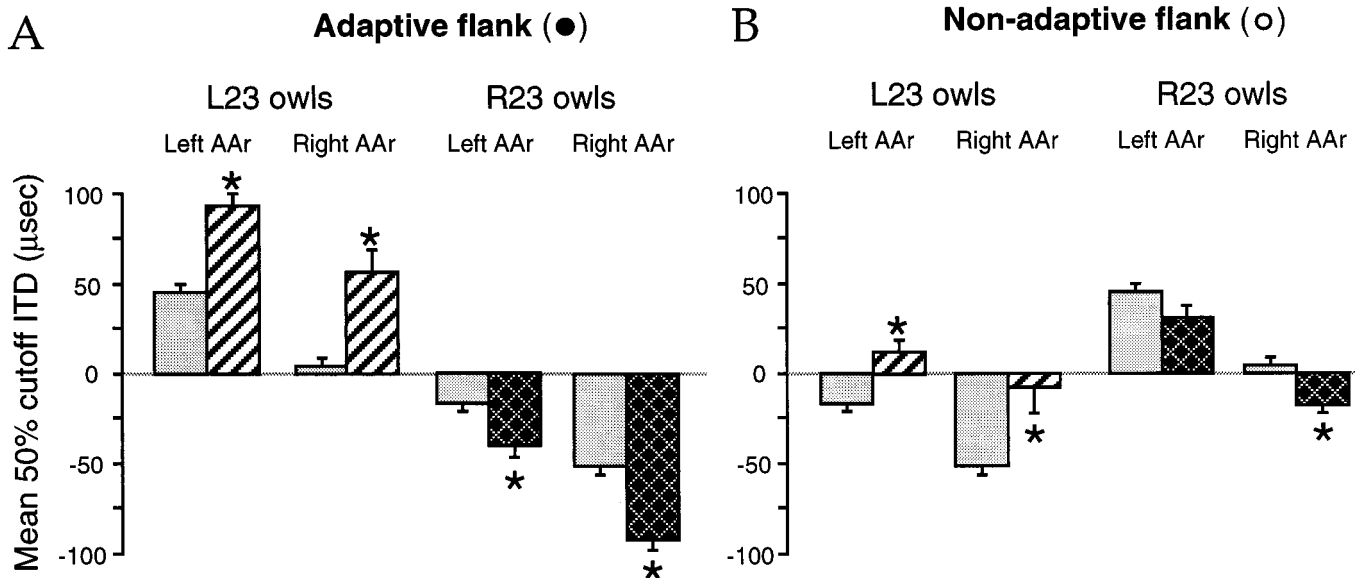 A
Adaptive flank (●)
L23 owls
R23 owls
Left AAr
Right AAr
Left AAr
Right AAr
Mean 50% cutoff ITD (μsec)
100
50
0
-50
-100
*
*
*
*
B
Non-adaptive flank (○)
L23 owls
R23 owls
Left AAr
Right AAr
Left AAr
Right AAr
100
50
0
-50
-100
*
*
*